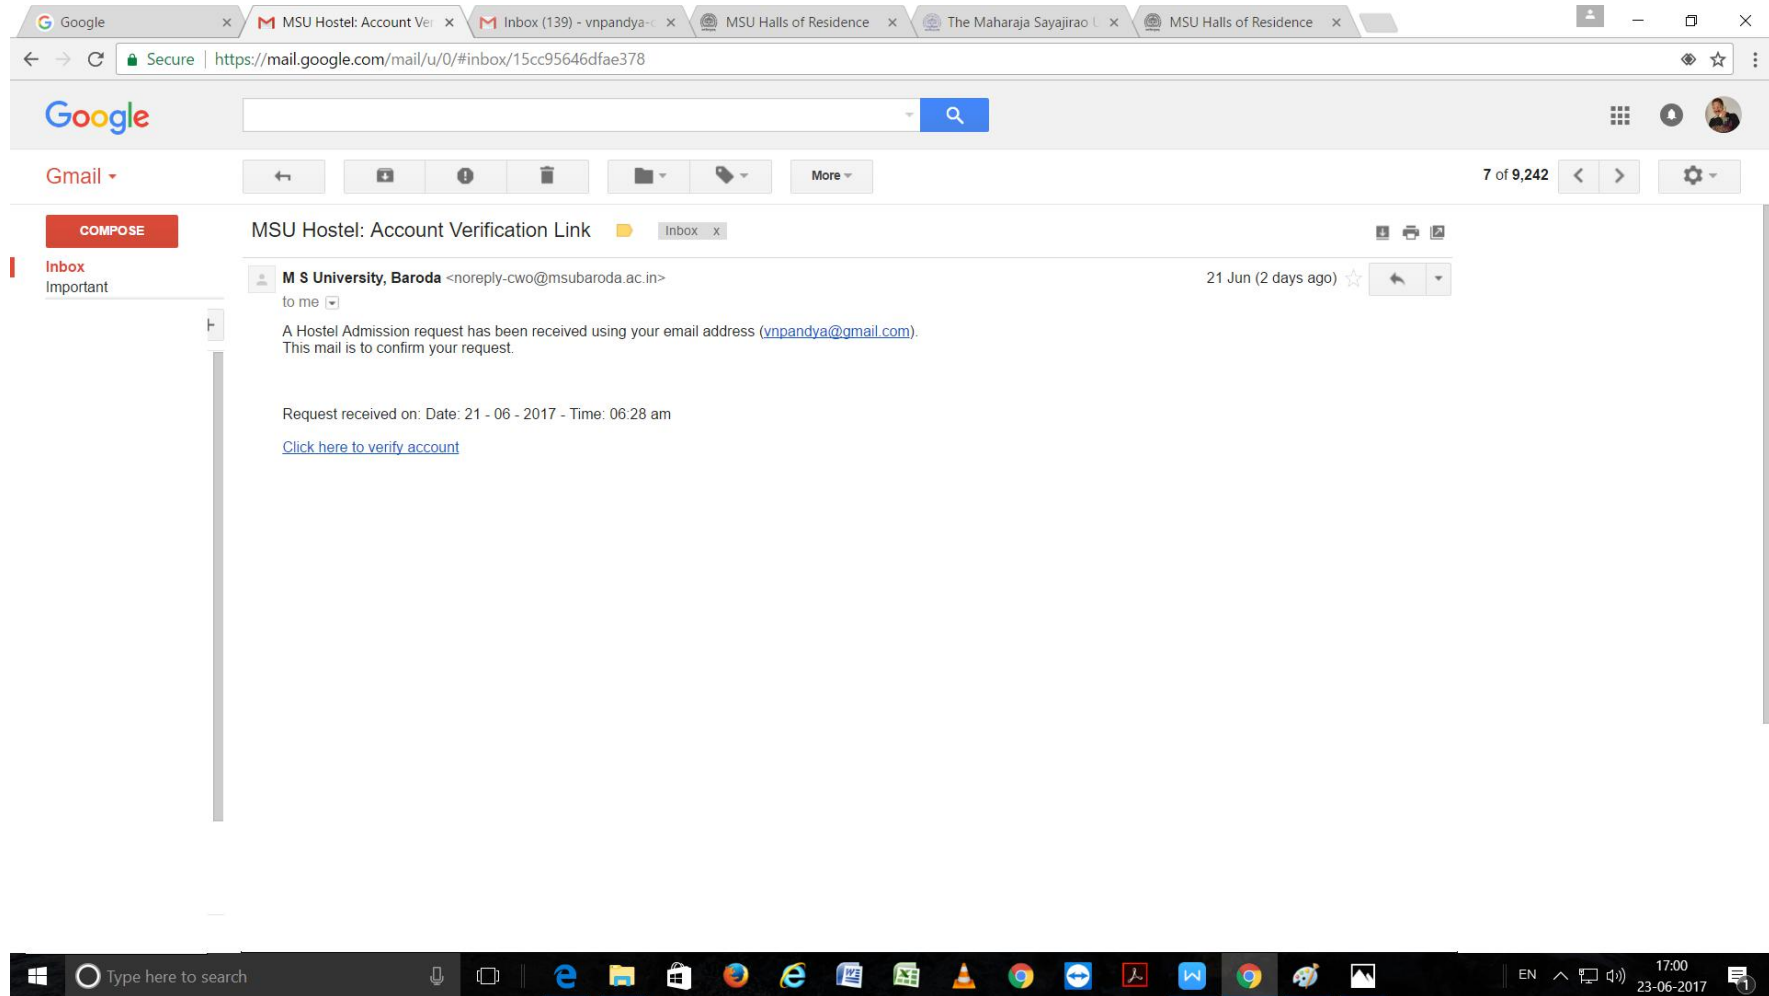 Google
MSU Hostel: Account Ver
Inbox (139) - vnpandya-
MSU Halls of Residence
The Maharaja Sayajirao
MSU Halls of Residence
Secure
https://mail.google.com/mail/u/0/#inbox/15cc95646dfae378
Google
Gmail
More
7 of 9,242
COMPOSE
MSU Hostel: Account Verification Link
Inbox x
Inbox
Important
M S University, Baroda <noreply-cwo@msubaroda.ac.in>
21 Jun (2 days ago)
to me
A Hostel Admission request has been received using your email address (vnpandya@gmail.com).
This mail is to confirm your request.
Request received on: Date: 21 - 06 - 2017 - Time: 06:28 am
Click here to verify account
Type here to search
EN
17:00
23-06-2017
1